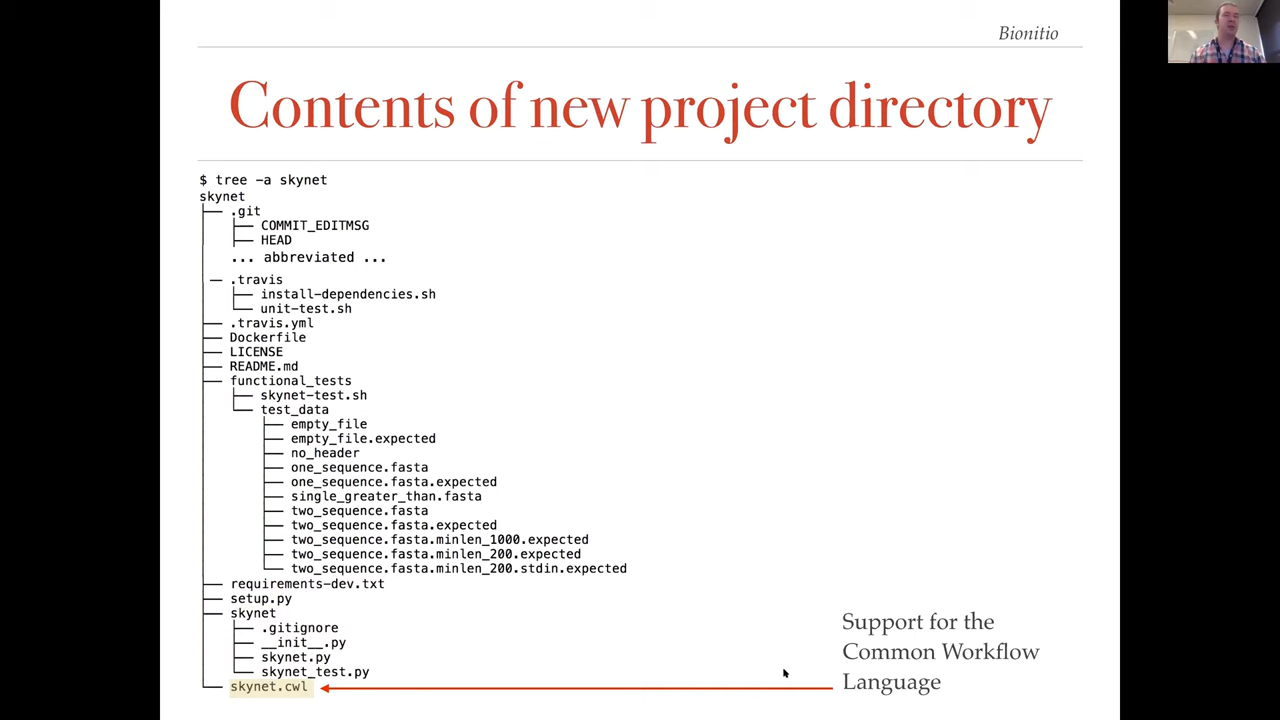 Bionitio
Contents of new project directory
$ tree -a skynet
skynet
├── .git
│   ├── COMMIT_EDITMSG
│   ├── HEAD
│   ... abbreviated ...
— .travis
│   ├── install-dependencies.sh
│   └── unit-test.sh
├── .travis.yml
├── Dockerfile
├── LICENSE
├── README.md
├── functional_tests
│   ├── skynet-test.sh
│   └── test_data
│       ├── empty_file
│       ├── empty_file.expected
│       ├── no_header
│       ├── one_sequence.fasta
│       ├── one_sequence.fasta.expected
│       ├── single_greater_than.fasta
│       ├── two_sequence.fasta
│       ├── two_sequence.fasta.expected
│       ├── two_sequence.fasta.minlen_1000.expected
│       ├── two_sequence.fasta.minlen_200.expected
│       └── two_sequence.fasta.minlen_200.stdin.expected
├── requirements-dev.txt
├── setup.py
├── skynet
│   ├── .gitignore
│   ├── __init__.py
│   ├── skynet.py
│   └── skynet_test.py
└── skynet.cwl
Support for the
Common Workflow
Language